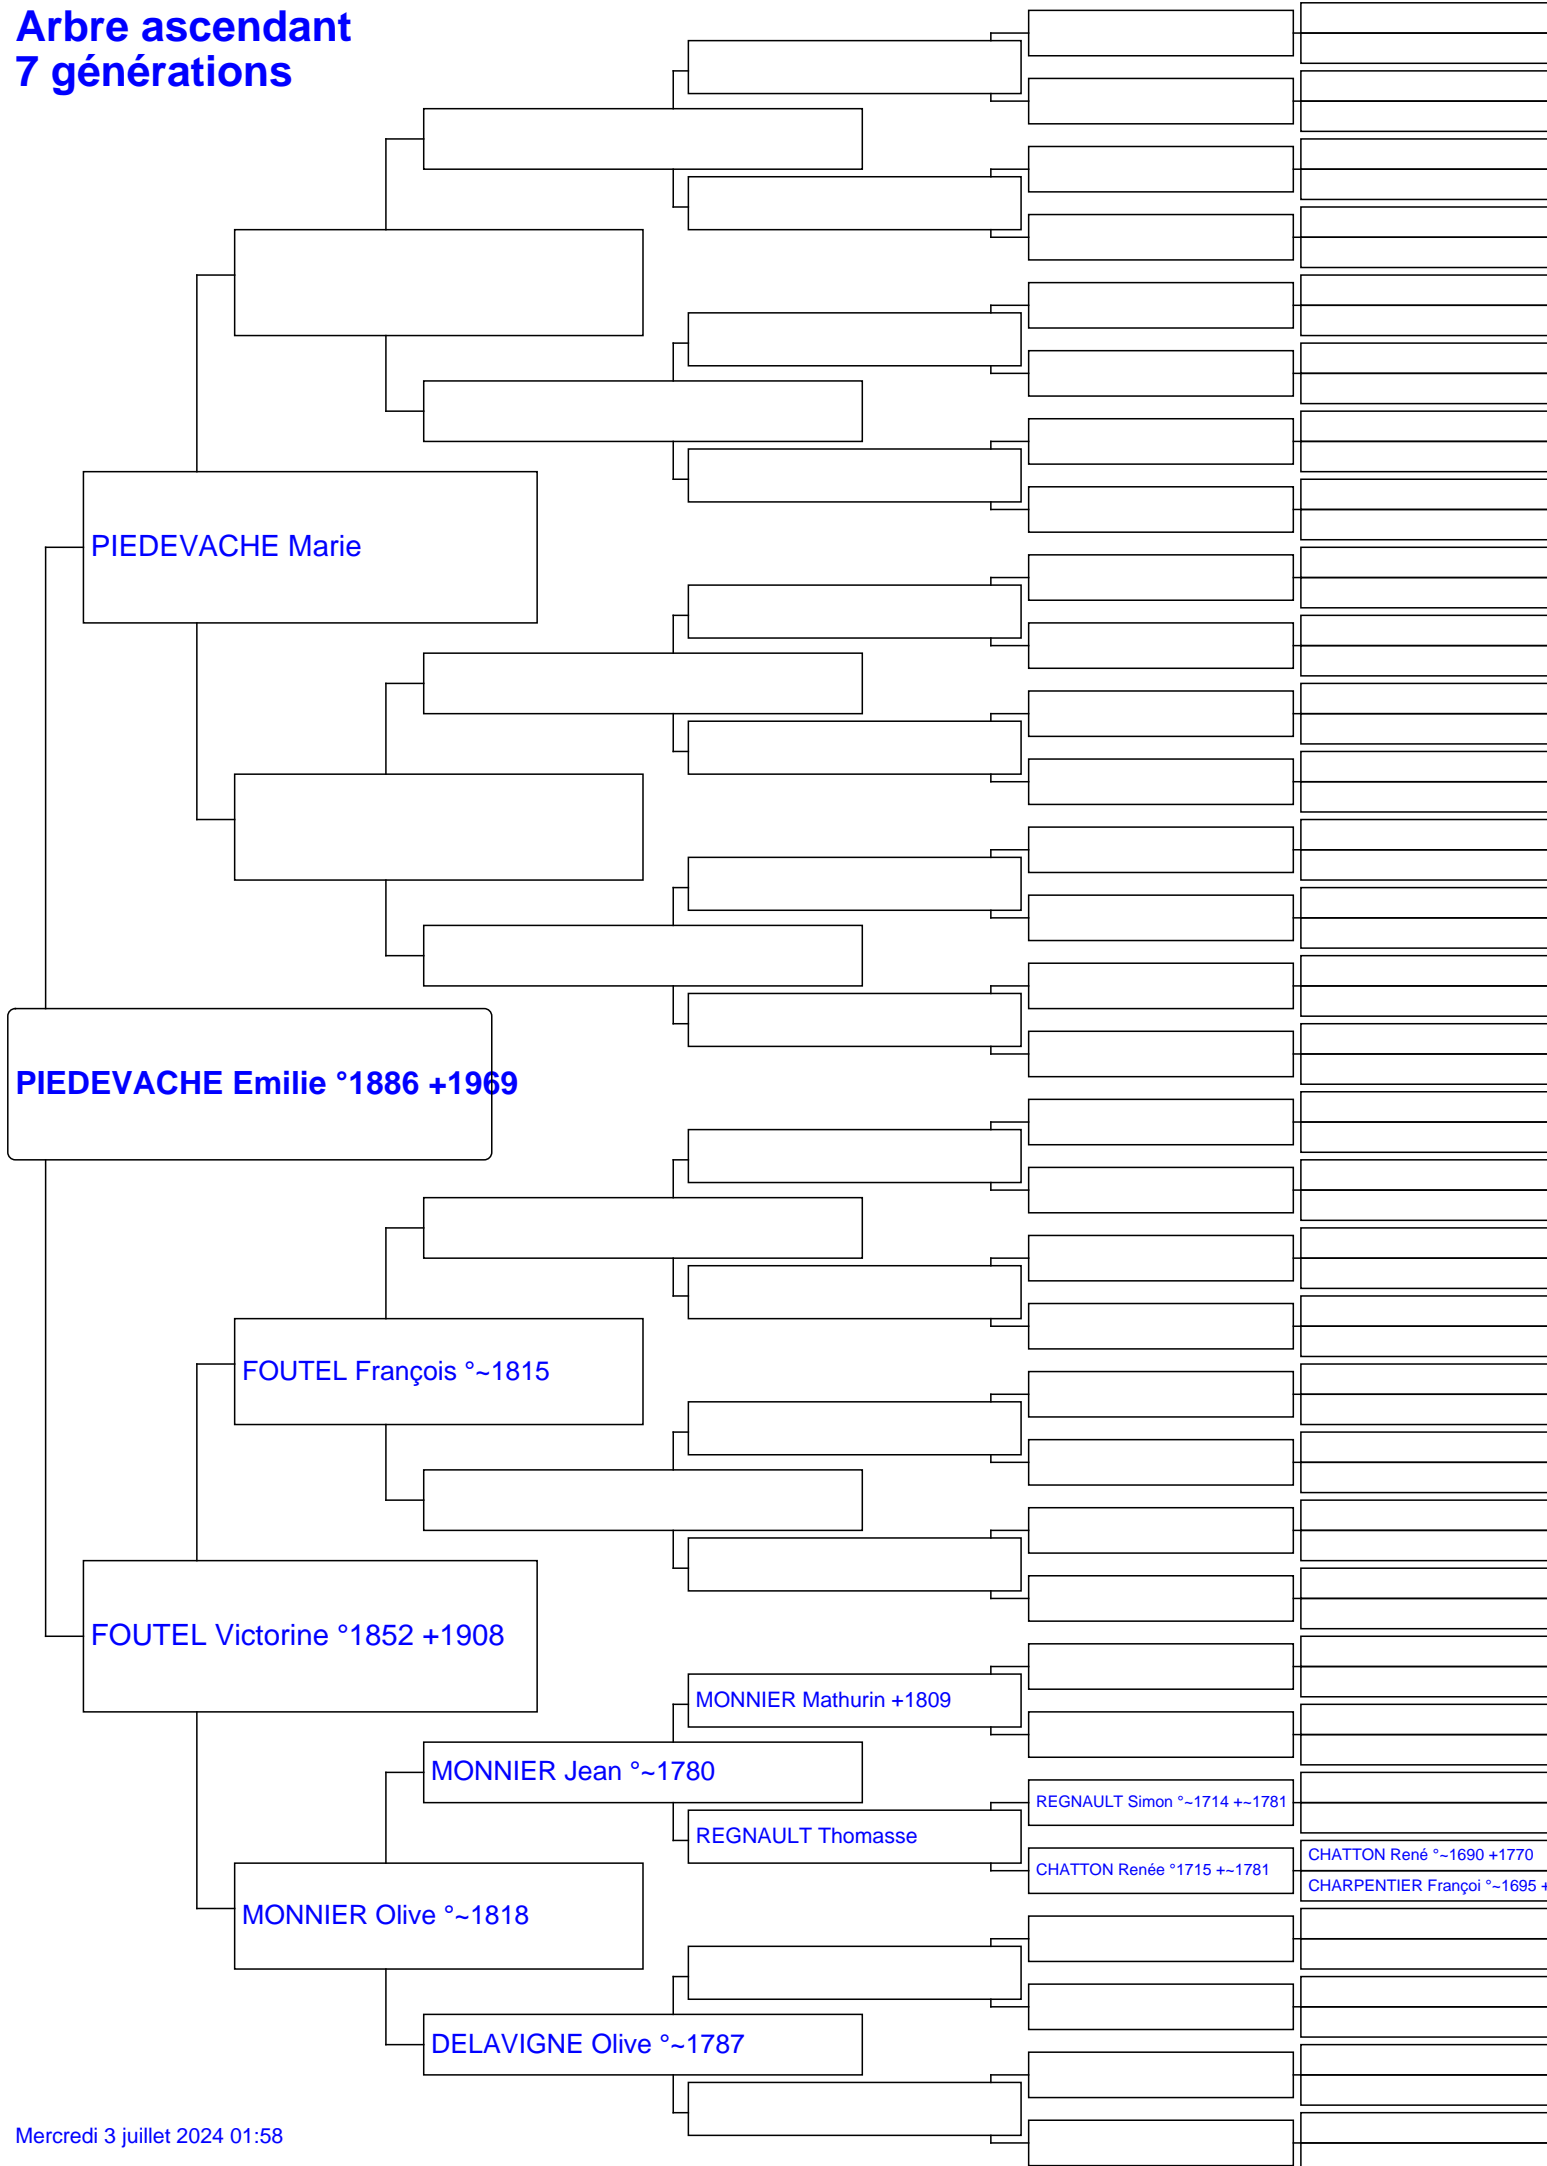 Arbre ascendant
7 générations
PIEDEVACHE Marie
PIEDEVACHE Emilie °1886 +1969
FOUTEL François °~1815
FOUTEL Victorine °1852 +1908
MONNIER Mathurin +1809
MONNIER Jean °~1780
REGNAULT Simon °~1714 +~1781
REGNAULT Thomasse
CHATTON René °~1690 +1770
CHATTON Renée °1715 +~1781
CHARPENTIER Françoi °~1695 +
MONNIER Olive °~1818
DELAVIGNE Olive °~1787
Mercredi 3 juillet 2024 01:58